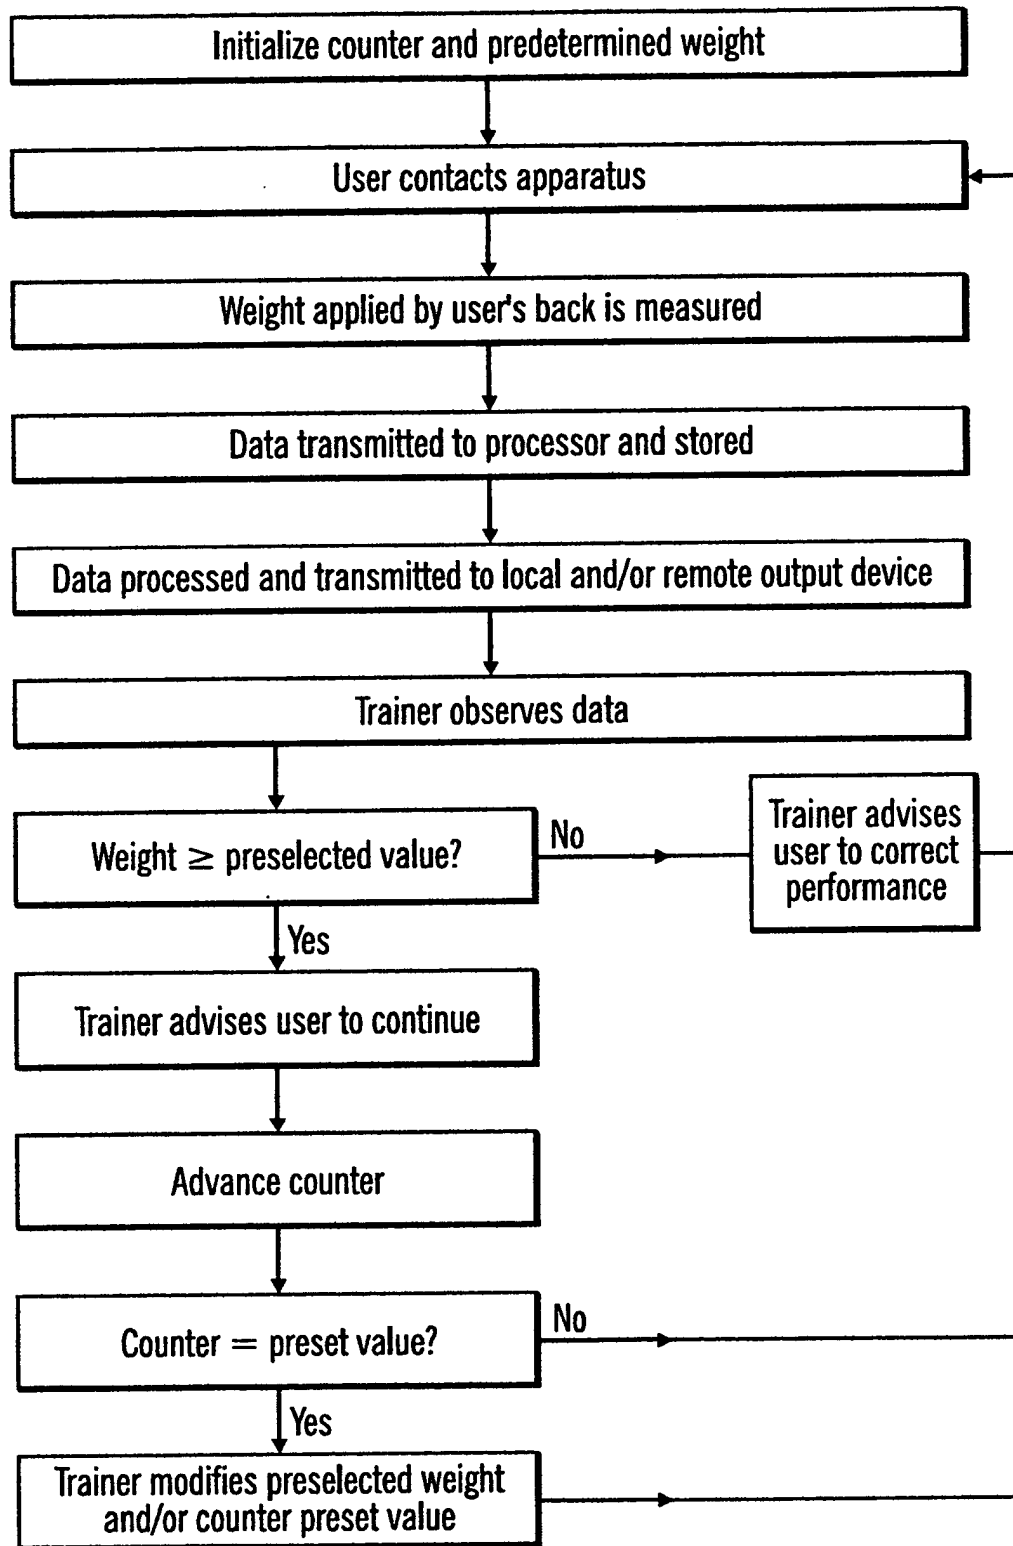 Initialize counter and predetermined weight
User contacts apparatus
Weight applied by user's back is measured
Data transmitted to processor and stored
Data processed and transmitted to local and/or remote output device
Trainer observes data
Weight ≥ preselected value?
No
Trainer advises
user to correct
performance
Yes
Trainer advises user to continue
Advance counter
Counter = preset value?
No
Yes
Trainer modifies preselected weight
and/or counter preset value